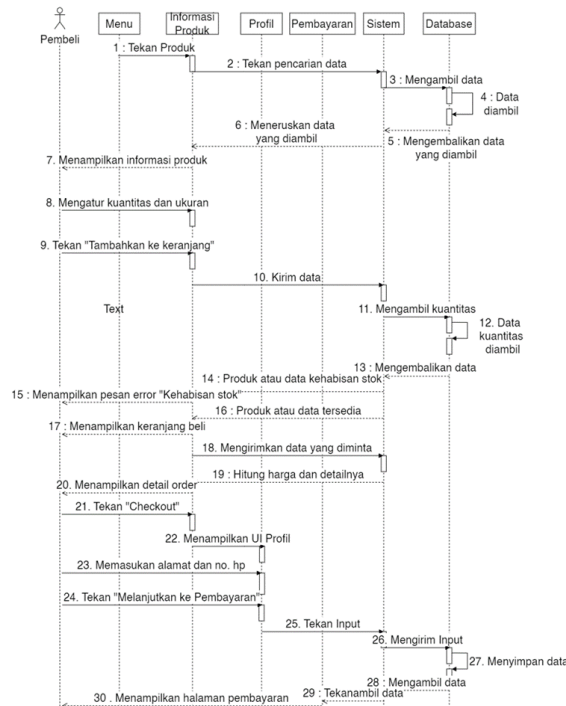 Pembeli
Menu
Informasi
Produk
Profil
Pembayaran
Sistem
Database
1 : Tekan Produk
2 : Tekan pencarian data
3 : Mengambil data
4 : Data
diambil
5 : Mengembalikan data
yang diambil
6 : Meneruskan data
yang diambil
7. Menampilkan informasi produk
8. Mengatur kuantitas dan ukuran
9. Tekan "Tambahkan ke keranjang"
10. Kirim data
Text
11. Mengambil kuantitas
12. Data
kuantitas
diambil
13 : Mengembalikan data
14 : Produk atau data kehabisan stok
15 : Menampilkan pesan error "Kehabisan stok"
16 : Produk atau data tersedia
17 : Menampilkan keranjang beli
18. Mengirimkan data yang diminta
19 : Hitung harga dan detailnya
20. Menampilkan detail order
21. Tekan "Checkout"
22. Menampilkan UI Profil
23. Memasukan alamat dan no. hp
24. Tekan "Melanjutkan ke Pembayaran"
25. Tekan Input
26. Mengirim Input
27. Menyimpan data
28 : Mengambil data
29 : Tekanambil data
30 . Menampilkan halaman pembayaran